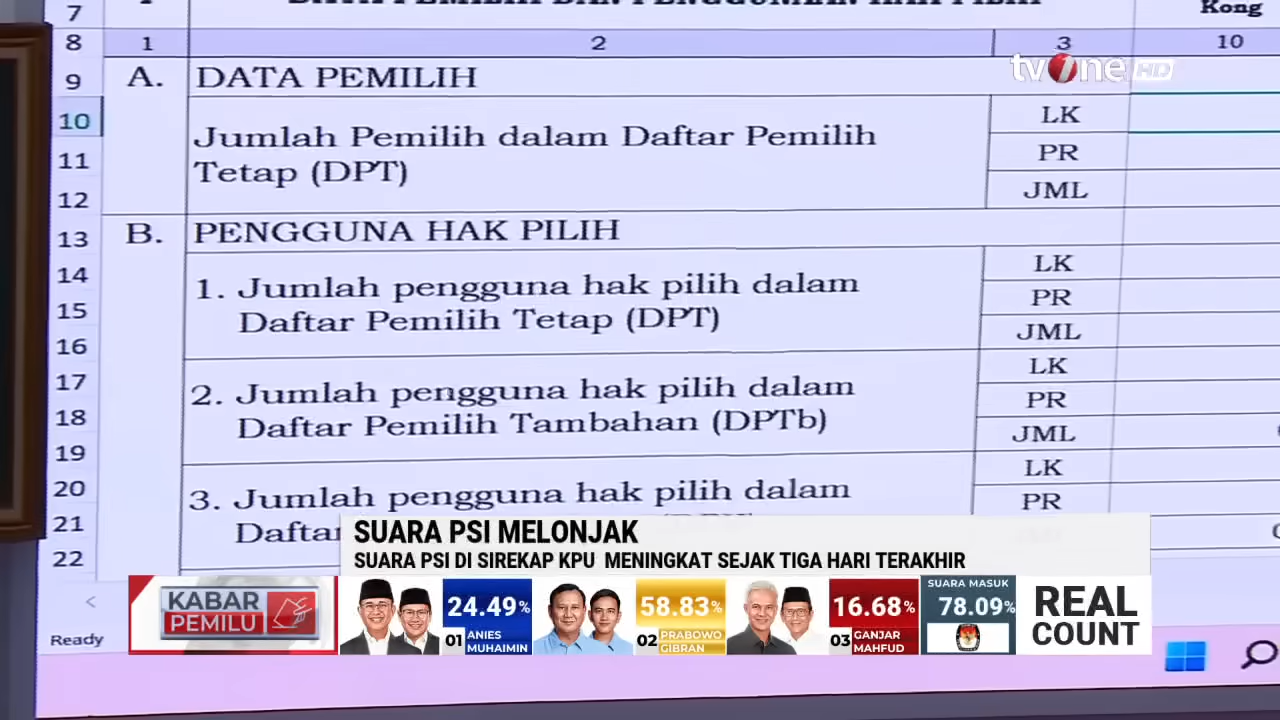 7
Kong
8 1 2 3 10
tvOne HD
9 A. DATA PEMILIH
10 Jumlah Pemilih dalam Daftar Pemilih LK
11 Tetap (DPT) PR
12 JML
13 B. PENGGUNA HAK PILIH
14 1. Jumlah pengguna hak pilih dalam LK
15 Daftar Pemilih Tetap (DPT) PR
16 JML
17 2. Jumlah pengguna hak pilih dalam LK
18 Daftar Pemilih Tambahan (DPTb) PR
19 JML
20 3. Jumlah pengguna hak pilih dalam LK
21 PR
22
SUARA PSI MELONJAK
SUARA PSI DI SIREKAP KPU MENINGKAT SEJAK TIGA HARI TERAKHIR
KABAR
PEMILU
24.49%
01 ANIES
MUHAIMIN
58.83%
02 PRABOWO
GIBRAN
16.68%
03 GANJAR
MAHFUD
SUARA MASUK
78.09%
REAL
COUNT
Ready